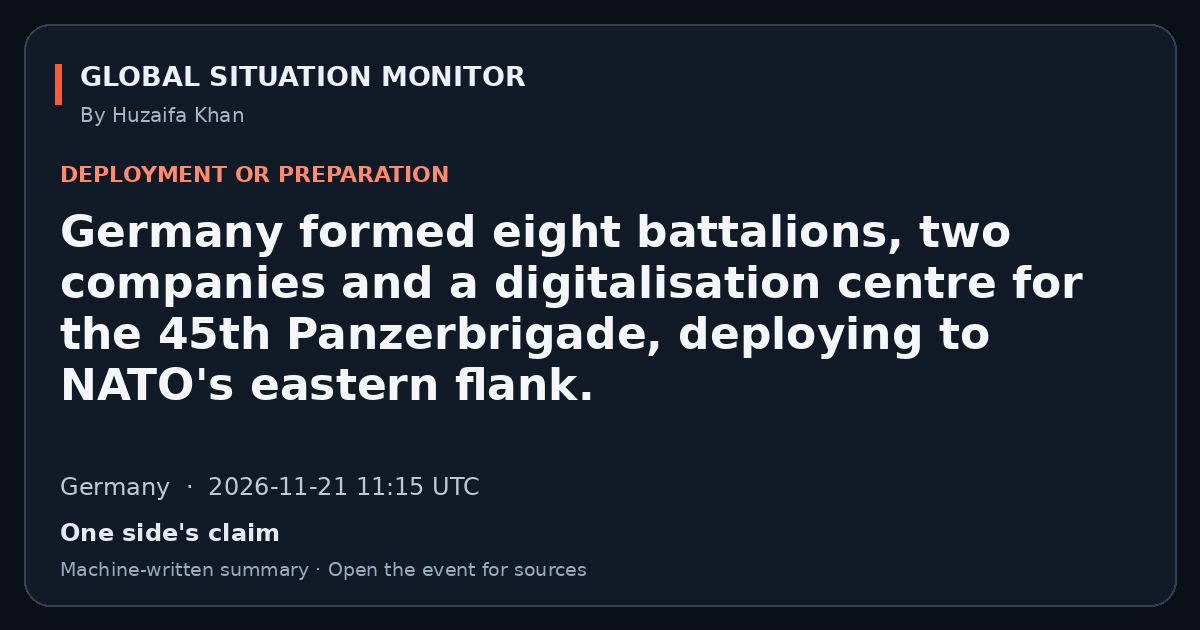 GLOBAL SITUATION MONITOR
By Huzaifa Khan
DEPLOYMENT OR PREPARATION
Germany formed eight battalions, two
companies and a digitalisation centre for
the 45th Panzerbrigade, deploying to
NATO's eastern flank.
Germany · 2026-11-21 11:15 UTC
One side's claim
Machine-written summary · Open the event for sources